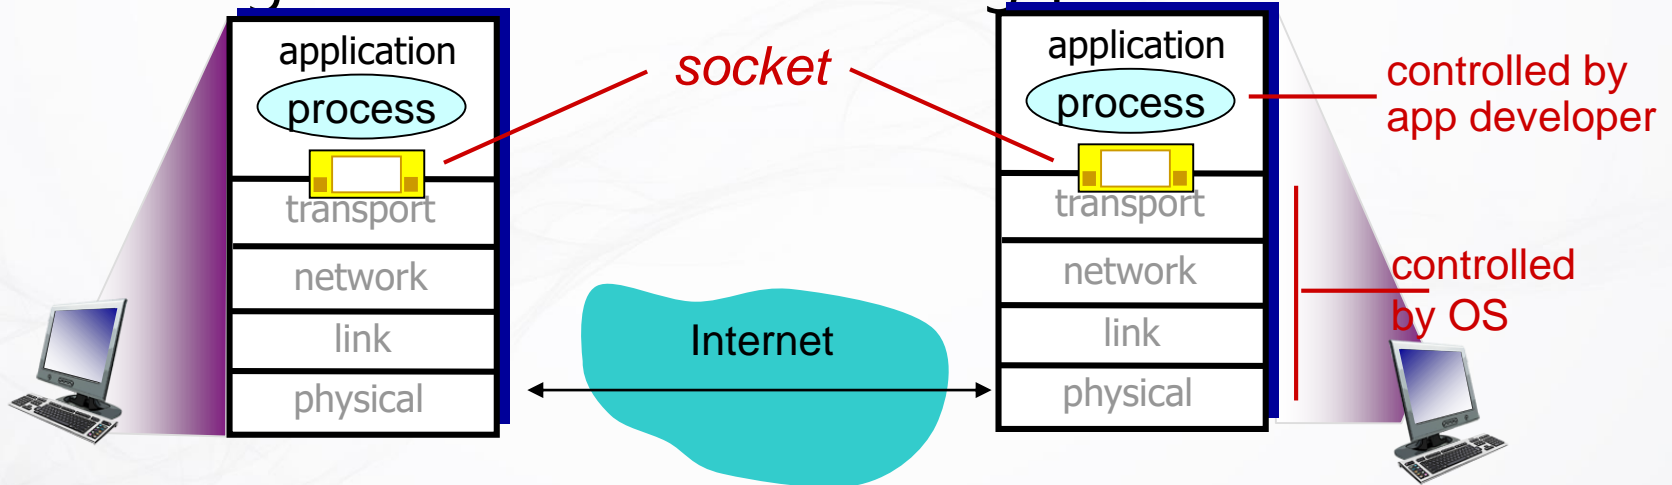 application
process
transport
network
link
physical
socket
Internet
application
process
transport
network
link
physical
controlled by
app developer
controlled
by OS